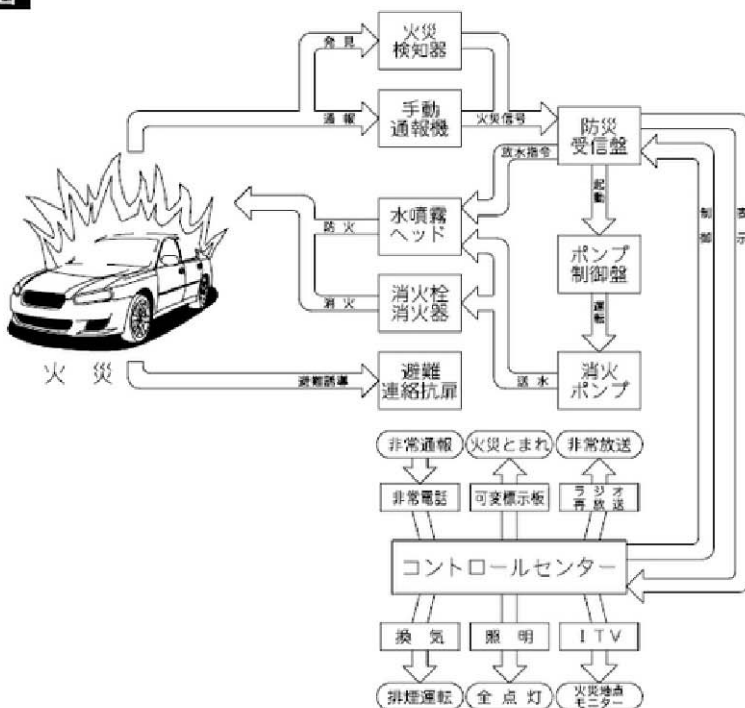 火災
検知器
発見
手動
通報機
通報
火災信号
防災
受信盤
放水指令
起動
制御
表示
水噴霧
ヘッド
防火
ポンプ
制御盤
運転
消火栓
消火器
消火
避難
連絡抗扉
避難誘導
送水
消火
ポンプ
火災
非常通報
火災とまれ
非常放送
非常電話
可変標示板
ラジオ
再放送
コントロールセンター
換気
照明
ITV
排煙運転
全点灯
火災地点
モニター